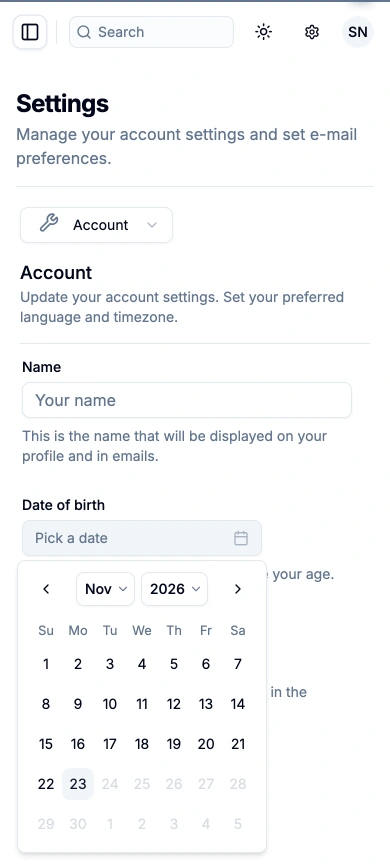 Search
SN
Settings
Manage your account settings and set e-mail
preferences.
Account
Account
Update your account settings. Set your preferred
language and timezone.
Name
Your name
This is the name that will be displayed on your
profile and in emails.
Date of birth
Pick a date
your age.
Nov 2026
Su Mo Tu We Th Fr Sa
1 2 3 4 5 6 7
in the
8 9 10 11 12 13 14
15 16 17 18 19 20 21
22 23 24 25 26 27 28
29 30 1 2 3 4 5